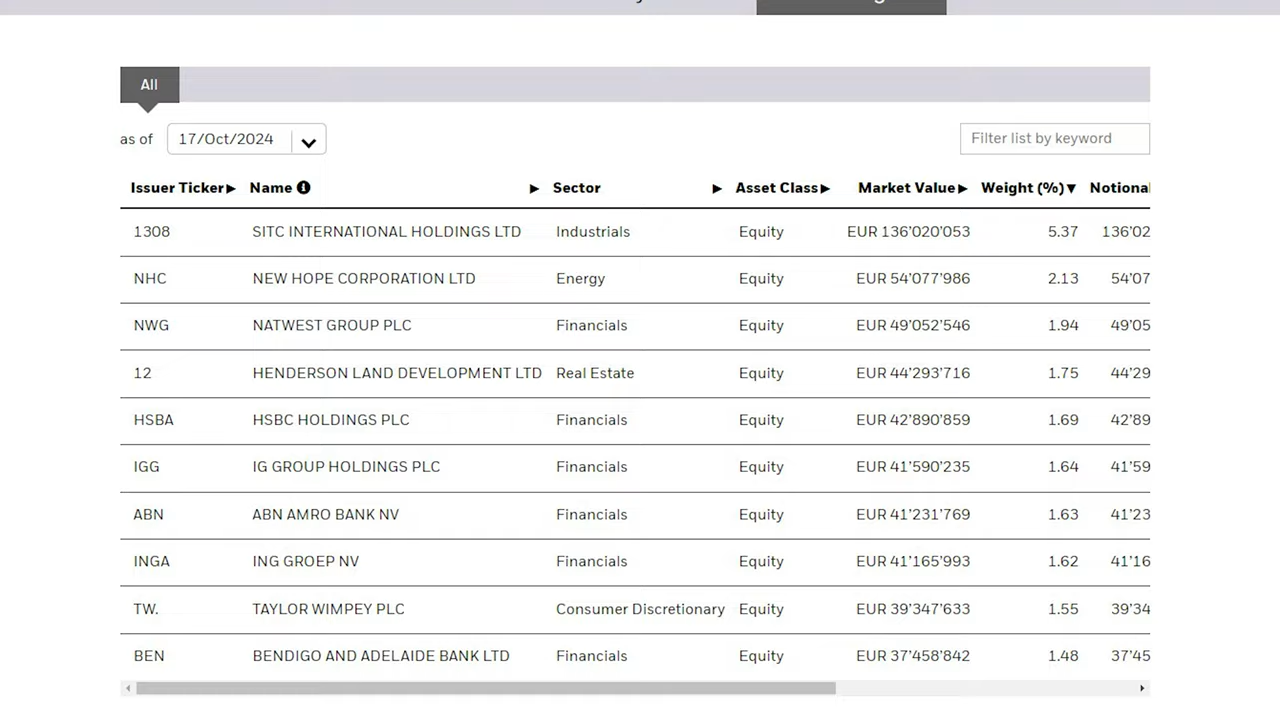 All
as of 17/Oct/2024 Filter list by keyword
Issuer Ticker▶ Name ▶ Sector ▶ Asset Class▶ Market Value▶ Weight (%)▼ Notional
1308 SITC INTERNATIONAL HOLDINGS LTD Industrials Equity EUR 136’020’053 5.37 136’02
NHC NEW HOPE CORPORATION LTD Energy Equity EUR 54’077’986 2.13 54’07
NWG NATWEST GROUP PLC Financials Equity EUR 49’052’546 1.94 49’05
12 HENDERSON LAND DEVELOPMENT LTD Real Estate Equity EUR 44’293’716 1.75 44’29
HSBA HSBC HOLDINGS PLC Financials Equity EUR 42’890’859 1.69 42’89
IGG IG GROUP HOLDINGS PLC Financials Equity EUR 41’590’235 1.64 41’59
ABN ABN AMRO BANK NV Financials Equity EUR 41’231’769 1.63 41’23
INGA ING GROEP NV Financials Equity EUR 41’165’993 1.62 41’16
TW. TAYLOR WIMPEY PLC Consumer Discretionary Equity EUR 39’347’633 1.55 39’34
BEN BENDIGO AND ADELAIDE BANK LTD Financials Equity EUR 37’458’842 1.48 37’45